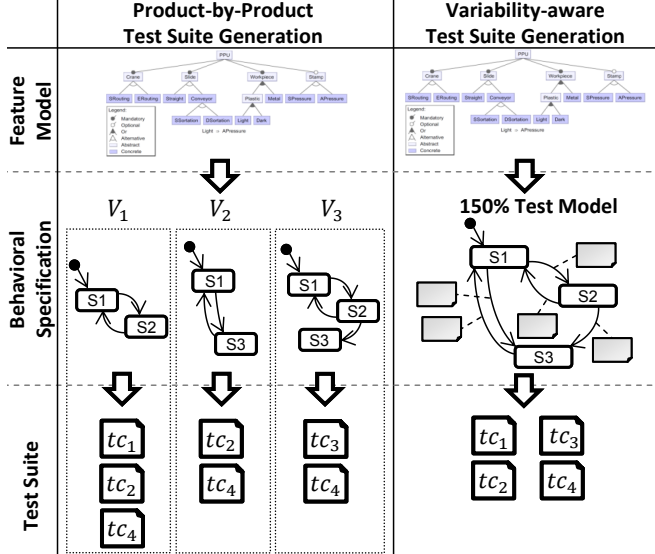 Product-by-Product
Test Suite Generation
Variability-aware
Test Suite Generation
Feature
Model
PPU
Crane Slide Workpiece Stamp
SRouting ERouting Straight Conveyor Plastic Metal SPressure APressure
SSortation DSortation Light Dark
Legend:
Mandatory
Optional
Or
Alternative
Abstract
Concrete
Light ⇒ APressure
PPU
Crane Slide Workpiece Stamp
SRouting ERouting Straight Conveyor Plastic Metal SPressure APressure
SSortation DSortation Light Dark
Legend:
Mandatory
Optional
Or
Alternative
Abstract
Concrete
Light ⇒ APressure
Behavioral
Specification
V1 V2 V3
150% Test Model
S1
S2
S1
S3
S1
S2
S3
S1
S2
S3
Test Suite
tc1 tc2 tc3 tc1 tc3
tc2 tc4 tc4 tc2 tc4
tc4